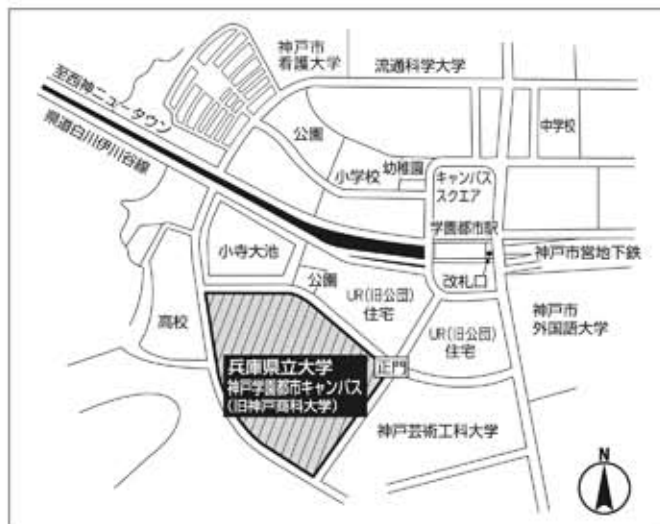 神戸市
看護大学
流通科学大学
至西神ニュータウン
県道白川伊川谷線
公園
中学校
幼稚園
小学校
キャンパス
スクエア
学園都市駅
小寺大池
神戸市営地下鉄
公園
改札口
UR(旧公団)
住宅
高校
神戸市
外国語大学
UR(旧公団)
住宅
兵庫県立大学
神戸学園都市キャンパス
(旧神戸商科大学)
正門
神戸芸術工科大学
N